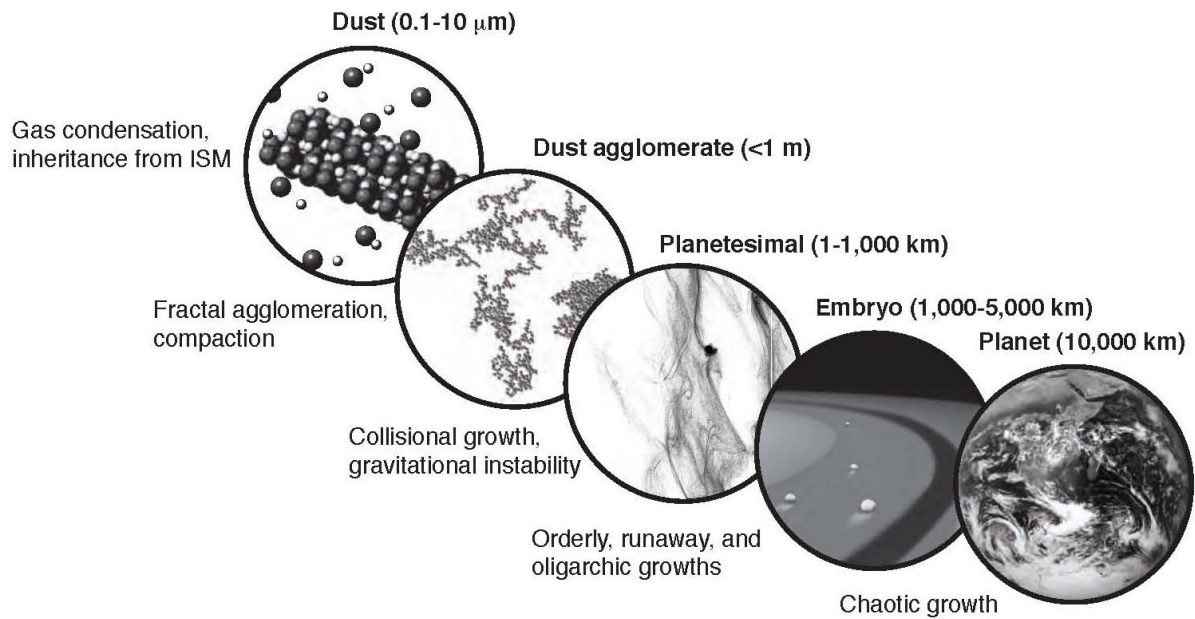 Dust (0.1-10 μm)
Gas condensation,
inheritance from ISM
Dust agglomerate (<1 m)
Fractal agglomeration,
compaction
Planetesimal (1-1,000 km)
Collisional growth,
gravitational instability
Embryo (1,000-5,000 km)
Orderly, runaway, and
oligarchic growths
Planet (10,000 km)
Chaotic growth